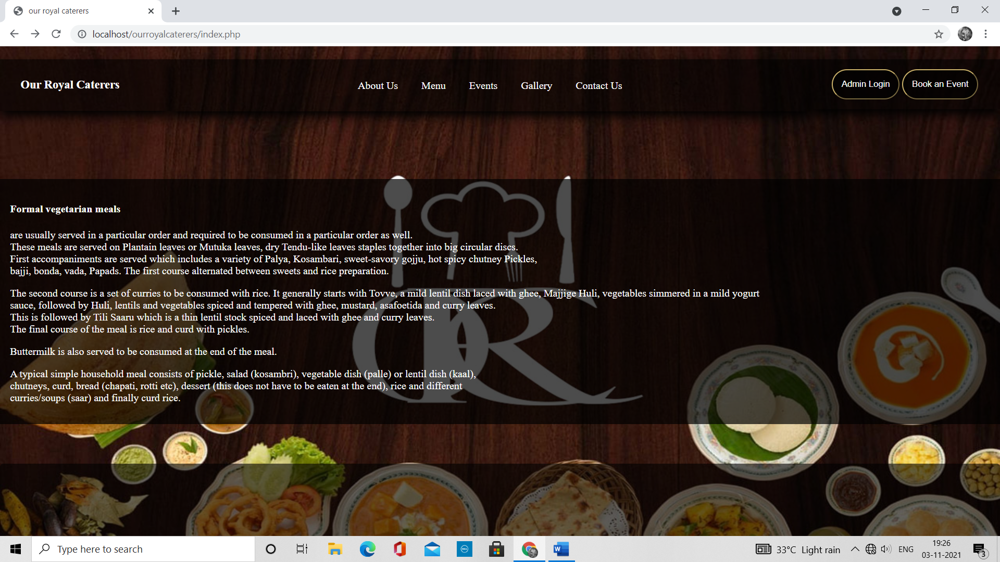 our royal caterers
localhost/ourroyalcaterers/index.php
Our Royal Caterers
About Us Menu Events Gallery Contact Us
Admin Login Book an Event
Formal vegetarian meals
are usually served in a particular order and required to be consumed in a particular order as well.
These meals are served on Plantain leaves or Mutuka leaves, dry Tendu-like leaves staples together into big circular discs.
First accompaniments are served which includes a variety of Palya, Kosambari, sweet-savory gojju, hot spicy chutney Pickles,
bajji, bonda, vada, Papads. The first course alternated between sweets and rice preparation.
The second course is a set of curries to be consumed with rice. It generally starts with Tovve, a mild lentil dish laced with ghee, Majjige Huli, vegetables simmered in a mild yogurt
sauce, followed by Huli, lentils and vegetables spiced and tempered with ghee, mustard, asafoetida and curry leaves.
This is followed by Tili Saaru which is a thin lentil stock spiced and laced with ghee and curry leaves.
The final course of the meal is rice and curd with pickles.
Buttermilk is also served to be consumed at the end of the meal.
A typical simple household meal consists of pickle, salad (kosambri), vegetable dish (palle) or lentil dish (kaal),
chutneys, curd, bread (chapati, rotti etc), dessert (this does not have to be eaten at the end), rice and different
curries/soups (saar) and finally curd rice.
Type here to search
DELL
W
33°C Light rain
ENG
19:26
03-11-2021
3